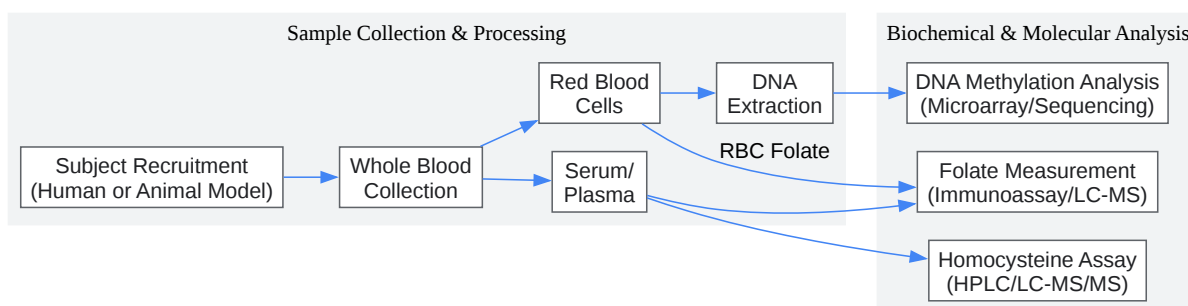 Sample Collection & Processing
Biochemical & Molecular Analysis
Subject Recruitment
(Human or Animal Model)
Whole Blood
Collection
Red Blood
Cells
DNA
Extraction
RBC Folate
Serum/
Plasma
DNA Methylation Analysis
(Microarray/Sequencing)
Folate Measurement
(Immunoassay/LC-MS)
Homocysteine Assay
(HPLC/LC-MS/MS)